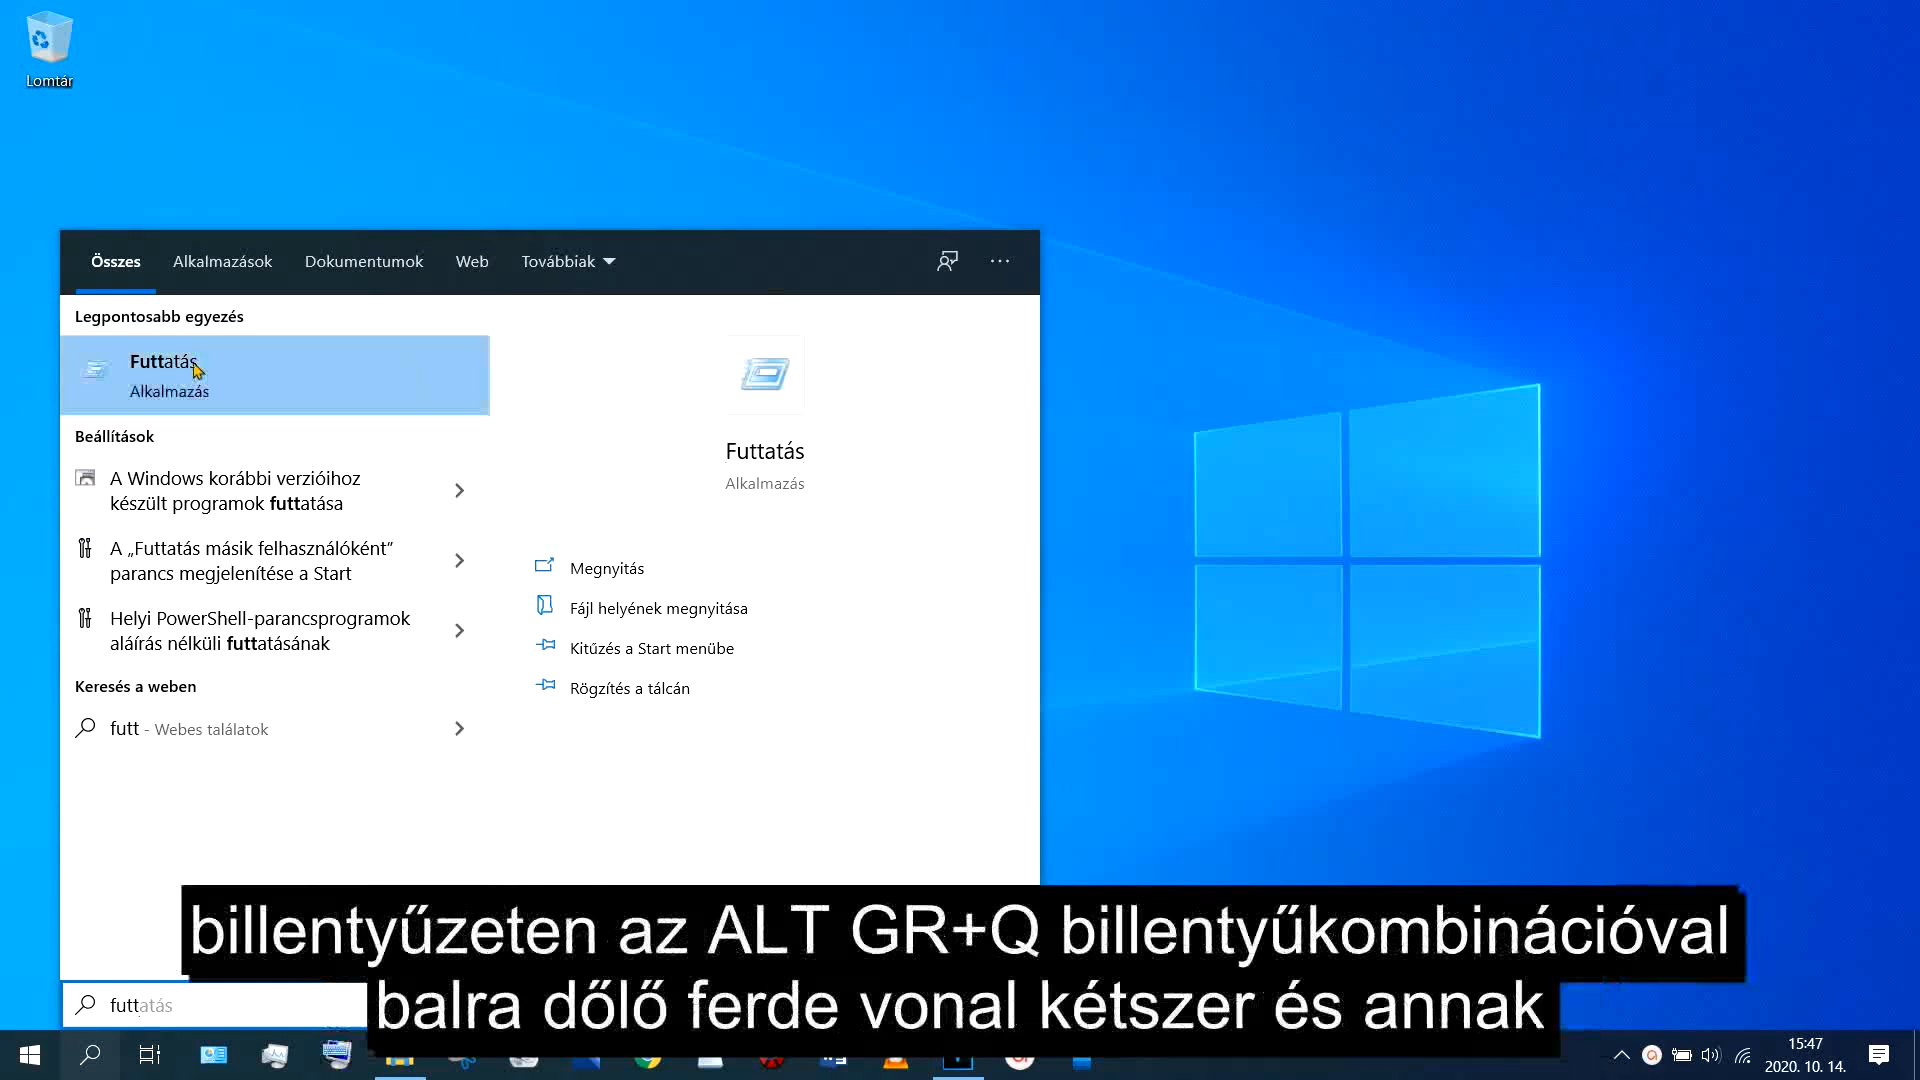 Lomtár
Összes Alkalmazások Dokumentumok Web Továbbiak
Legpontosabb egyezés
Futtatás
Alkalmazás
Beállítások
A Windows korábbi verzióihoz
készült programok futtatása
A „Futtatás másik felhasználóként”
parancs megjelenítése a Start
Helyi PowerShell-parancsprogramok
aláírás nélküli futtatásának
Keresés a weben
futt - Webes találatok
Futtatás
Alkalmazás
Megnyitás
Fájl helyének megnyitása
Kitűzés a Start menübe
Rögzítés a tálcán
billentyűzeten az ALT GR+Q billentyűkombinációval
balra dőlő ferde vonal kétszer és annak
futtatás
15:47
2020. 10. 14.